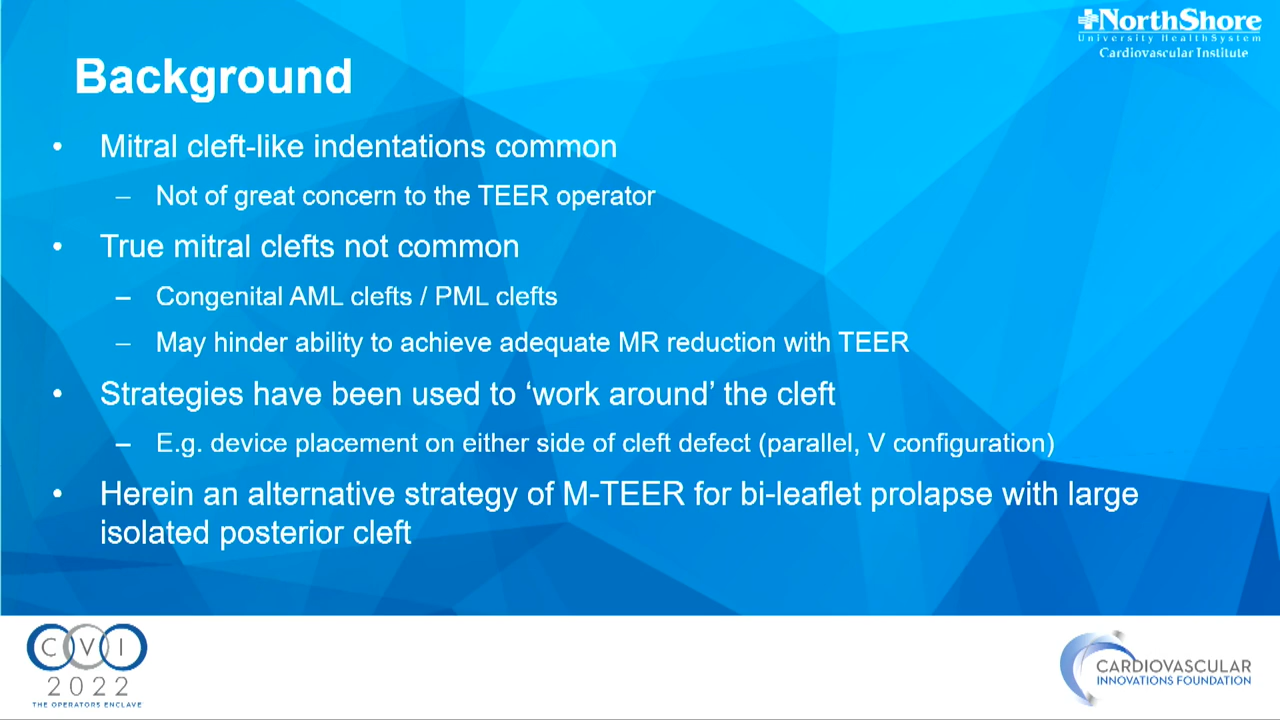 NorthShore
University HealthSystem
Cardiovascular Institute
Background
• Mitral cleft-like indentations common
– Not of great concern to the TEER operator
• True mitral clefts not common
– Congenital AML clefts / PML clefts
– May hinder ability to achieve adequate MR reduction with TEER
• Strategies have been used to ‘work around’ the cleft
– E.g. device placement on either side of cleft defect (parallel, V configuration)
• Herein an alternative strategy of M-TEER for bi-leaflet prolapse with large
isolated posterior cleft
CVI
2022
THE OPERATORS ENCLAVE
CARDIOVASCULAR
INNOVATIONS FOUNDATION